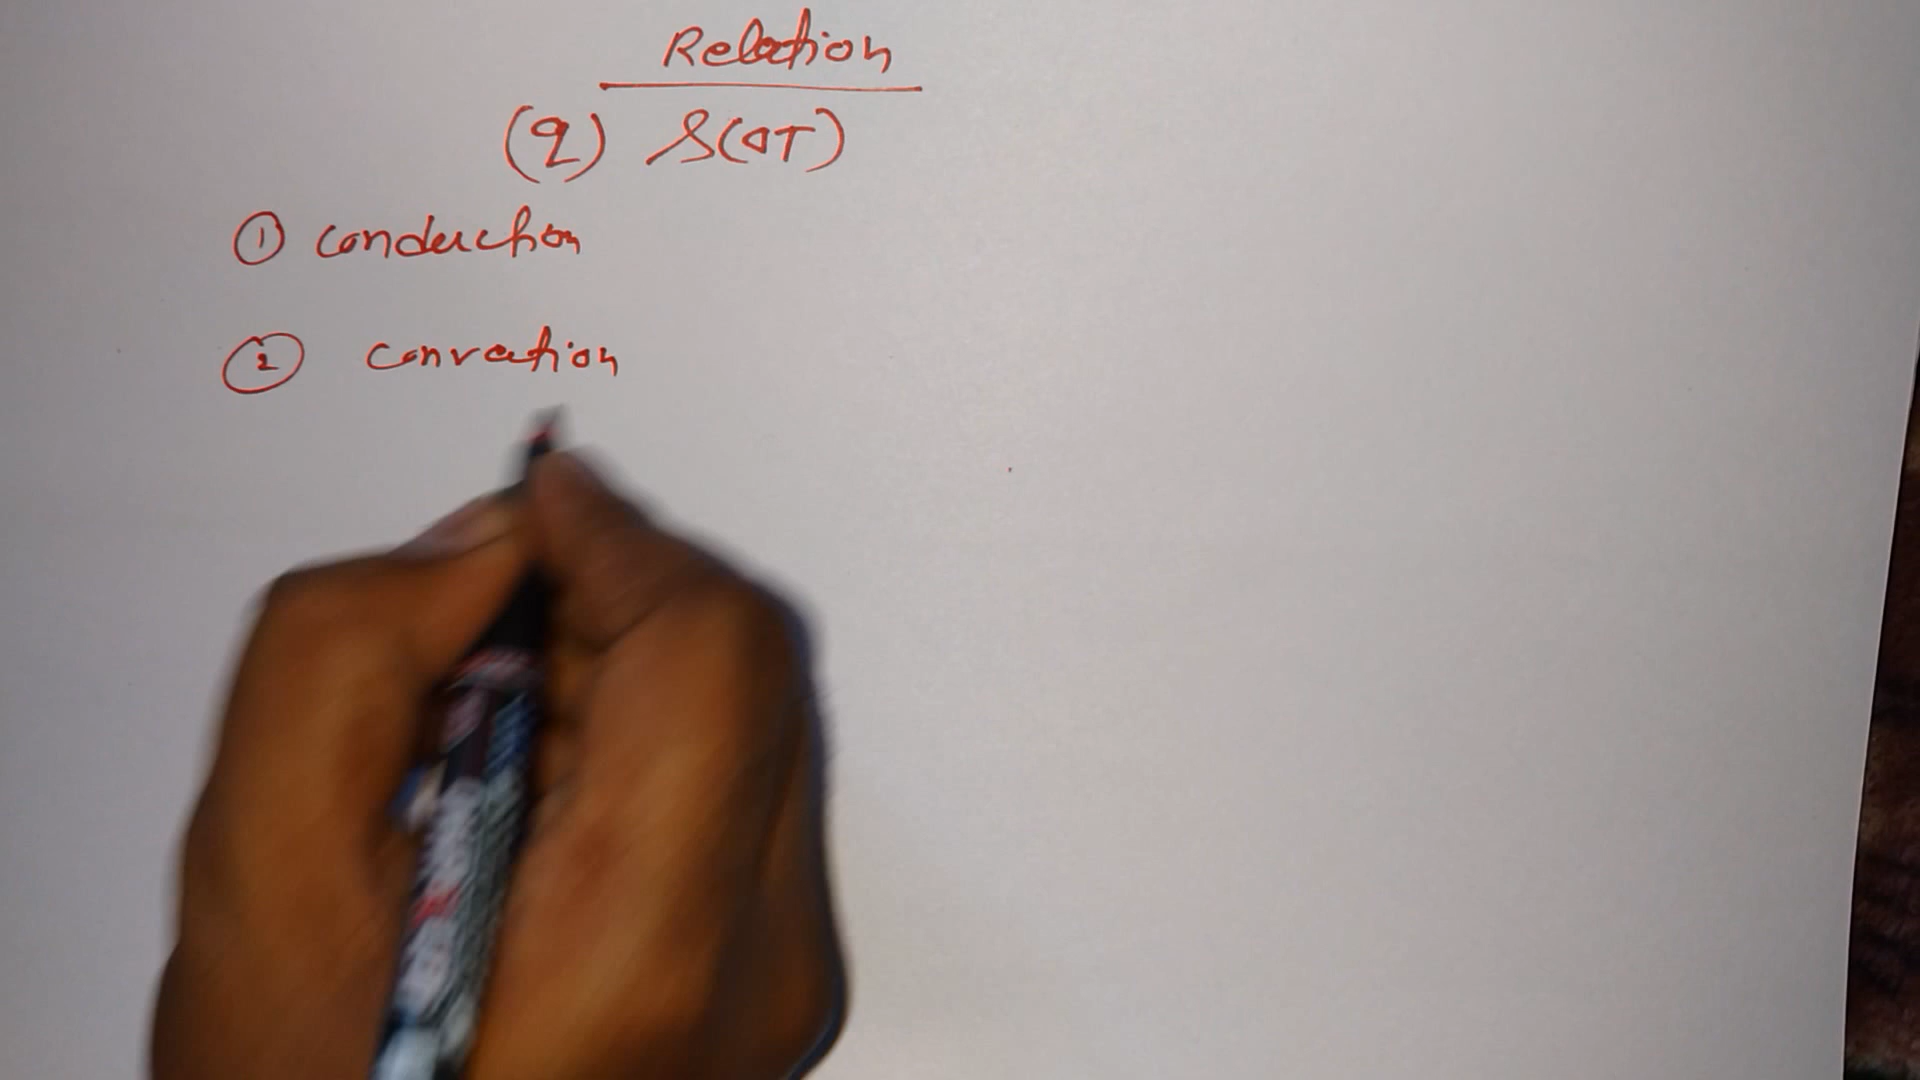 Relation
(q) & (ΔT)
① conduction
② convection